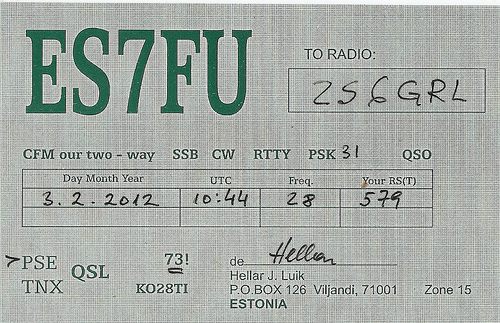 ES7FU
TO RADIO:
ZS6GRL
CFM our two - way SSB CW RTTY PSK 31 QSO
Day Month Year UTC Freq. Your RS(T)
3. 2. 2012 10:44 28 579
>PSE QSL 73! de Hellar
TNX KO28TI Hellar J. Luik
P.O.BOX 126 Viljandi, 71001 Zone 15
ESTONIA